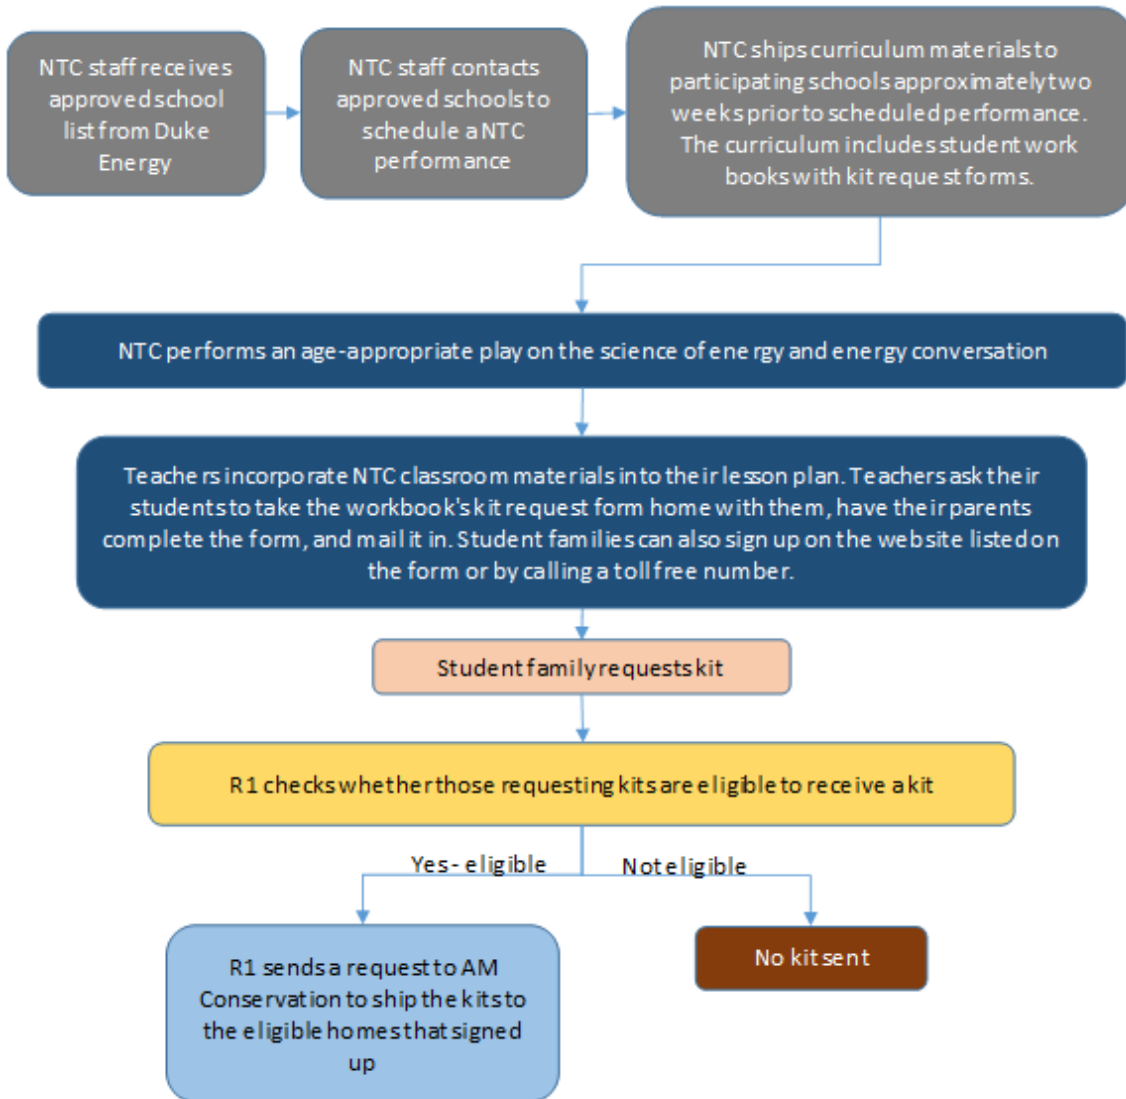 NTC staff receives
approved school
list from Duke
Energy
NTC staff contacts
approved schools to
schedule a NTC
performance
NTC ships curriculum materials to
participating schools approximately two
weeks prior to scheduled performance.
The curriculum includes student work
books with kit request forms.
NTC performs an age-appropriate play on the science of energy and energy conversation
Teachers incorporate NTC classroom materials into their lesson plan. Teachers ask their
students to take the workbook's kit request form home with them, have their parents
complete the form, and mail it in. Student families can also sign up on the website listed on
the form or by calling a toll free number.
Student family requests kit
R1 checks whether those requesting kits are eligible to receive a kit
Yes - eligible
Not eligible
R1 sends a request to AM
Conservation to ship the kits to
the eligible homes that signed
up
No kit sent